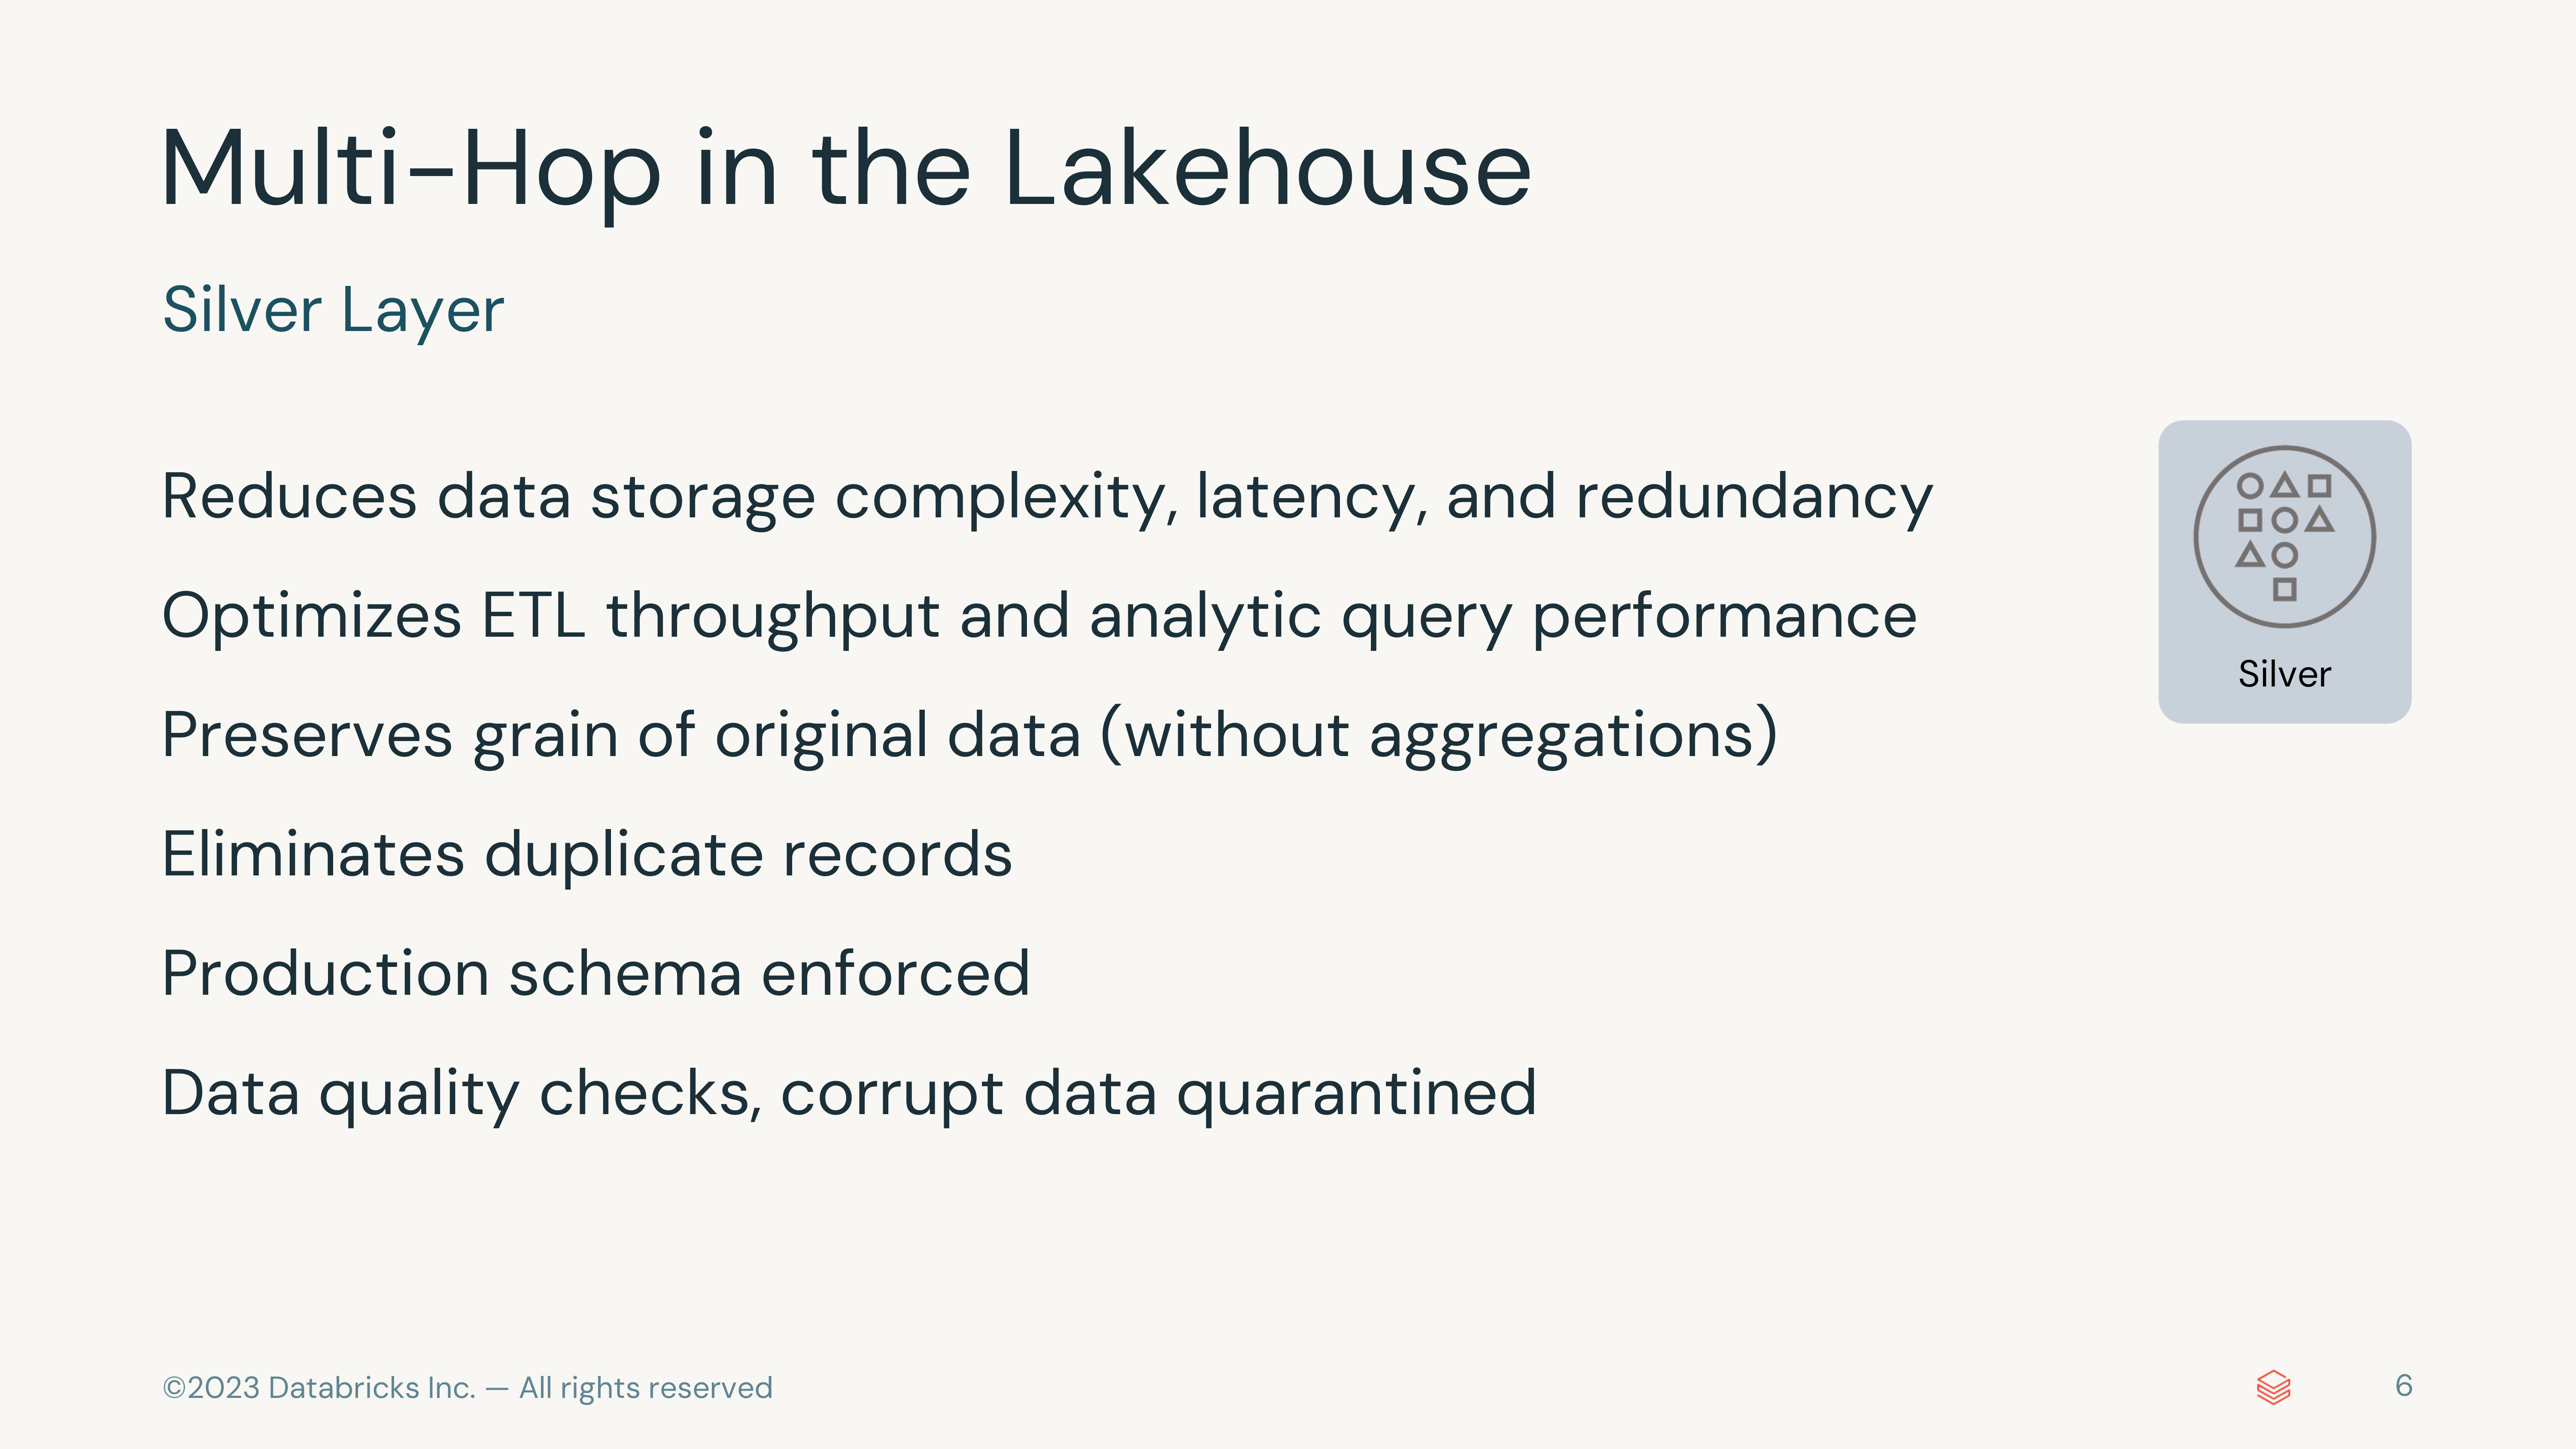 Multi-Hop in the Lakehouse
Silver Layer
Reduces data storage complexity, latency, and redundancy
Optimizes ETL throughput and analytic query performance
Preserves grain of original data (without aggregations)
Eliminates duplicate records
Production schema enforced
Data quality checks, corrupt data quarantined
Silver
©2023 Databricks Inc. — All rights reserved
6